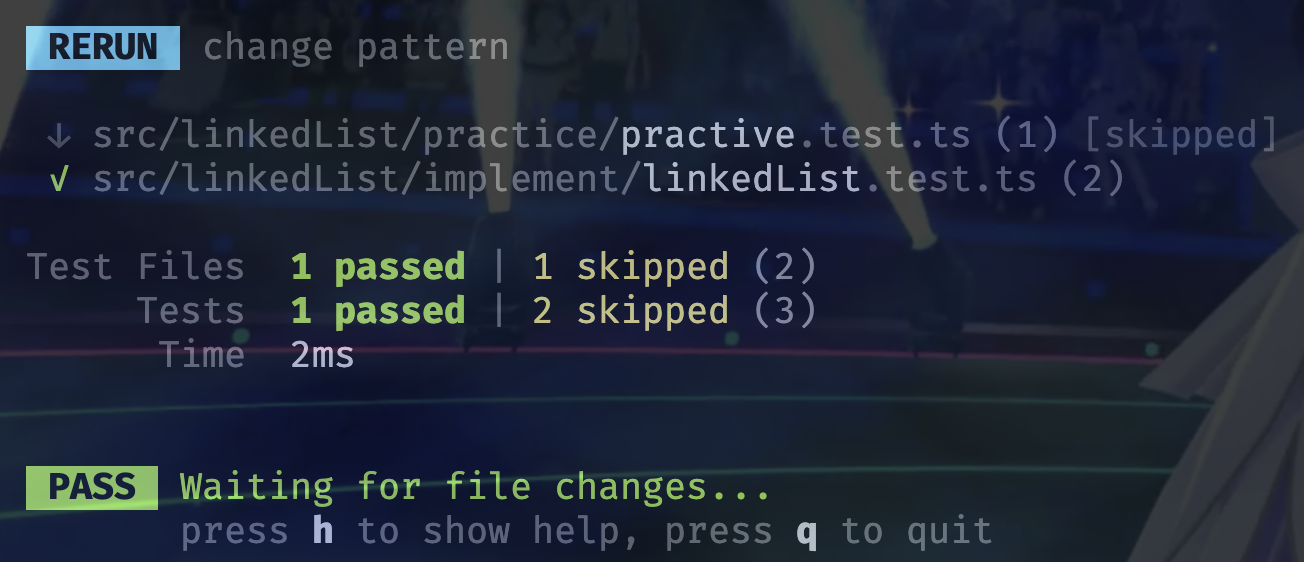 RERUN change pattern
↓ src/linkedList/practice/practive.test.ts (1) [skipped]
√ src/linkedList/implement/linkedList.test.ts (2)
Test Files 1 passed | 1 skipped (2)
Tests 1 passed | 2 skipped (3)
Time 2ms
PASS Waiting for file changes...
press h to show help, press q to quit